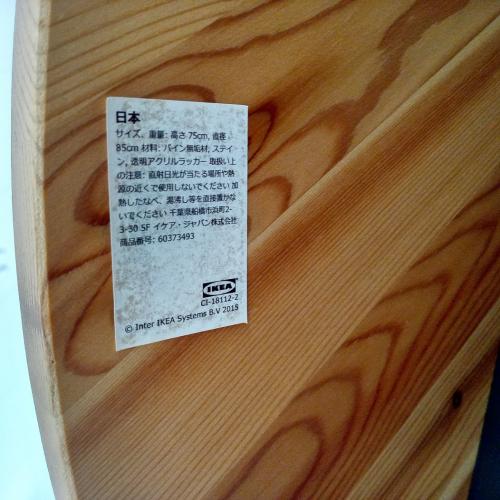 日本
サイズ、重量: 高さ 75cm, 直径:
85cm 材料: パイン無垢材, ステイ
ン, 透明アクリルラッカー 取扱い上
の注意: 直射日光が当たる場所や熱
源の近くで使用しないでください 加
熱したなべ、湯沸し等を直接置かな
いでください 千葉県船橋市浜町2-
3-30 5F イケア・ジャパン株式会社
商品番号: 60373493
IKEA
CI-18112-2
© Inter IKEA Systems B.V 2015